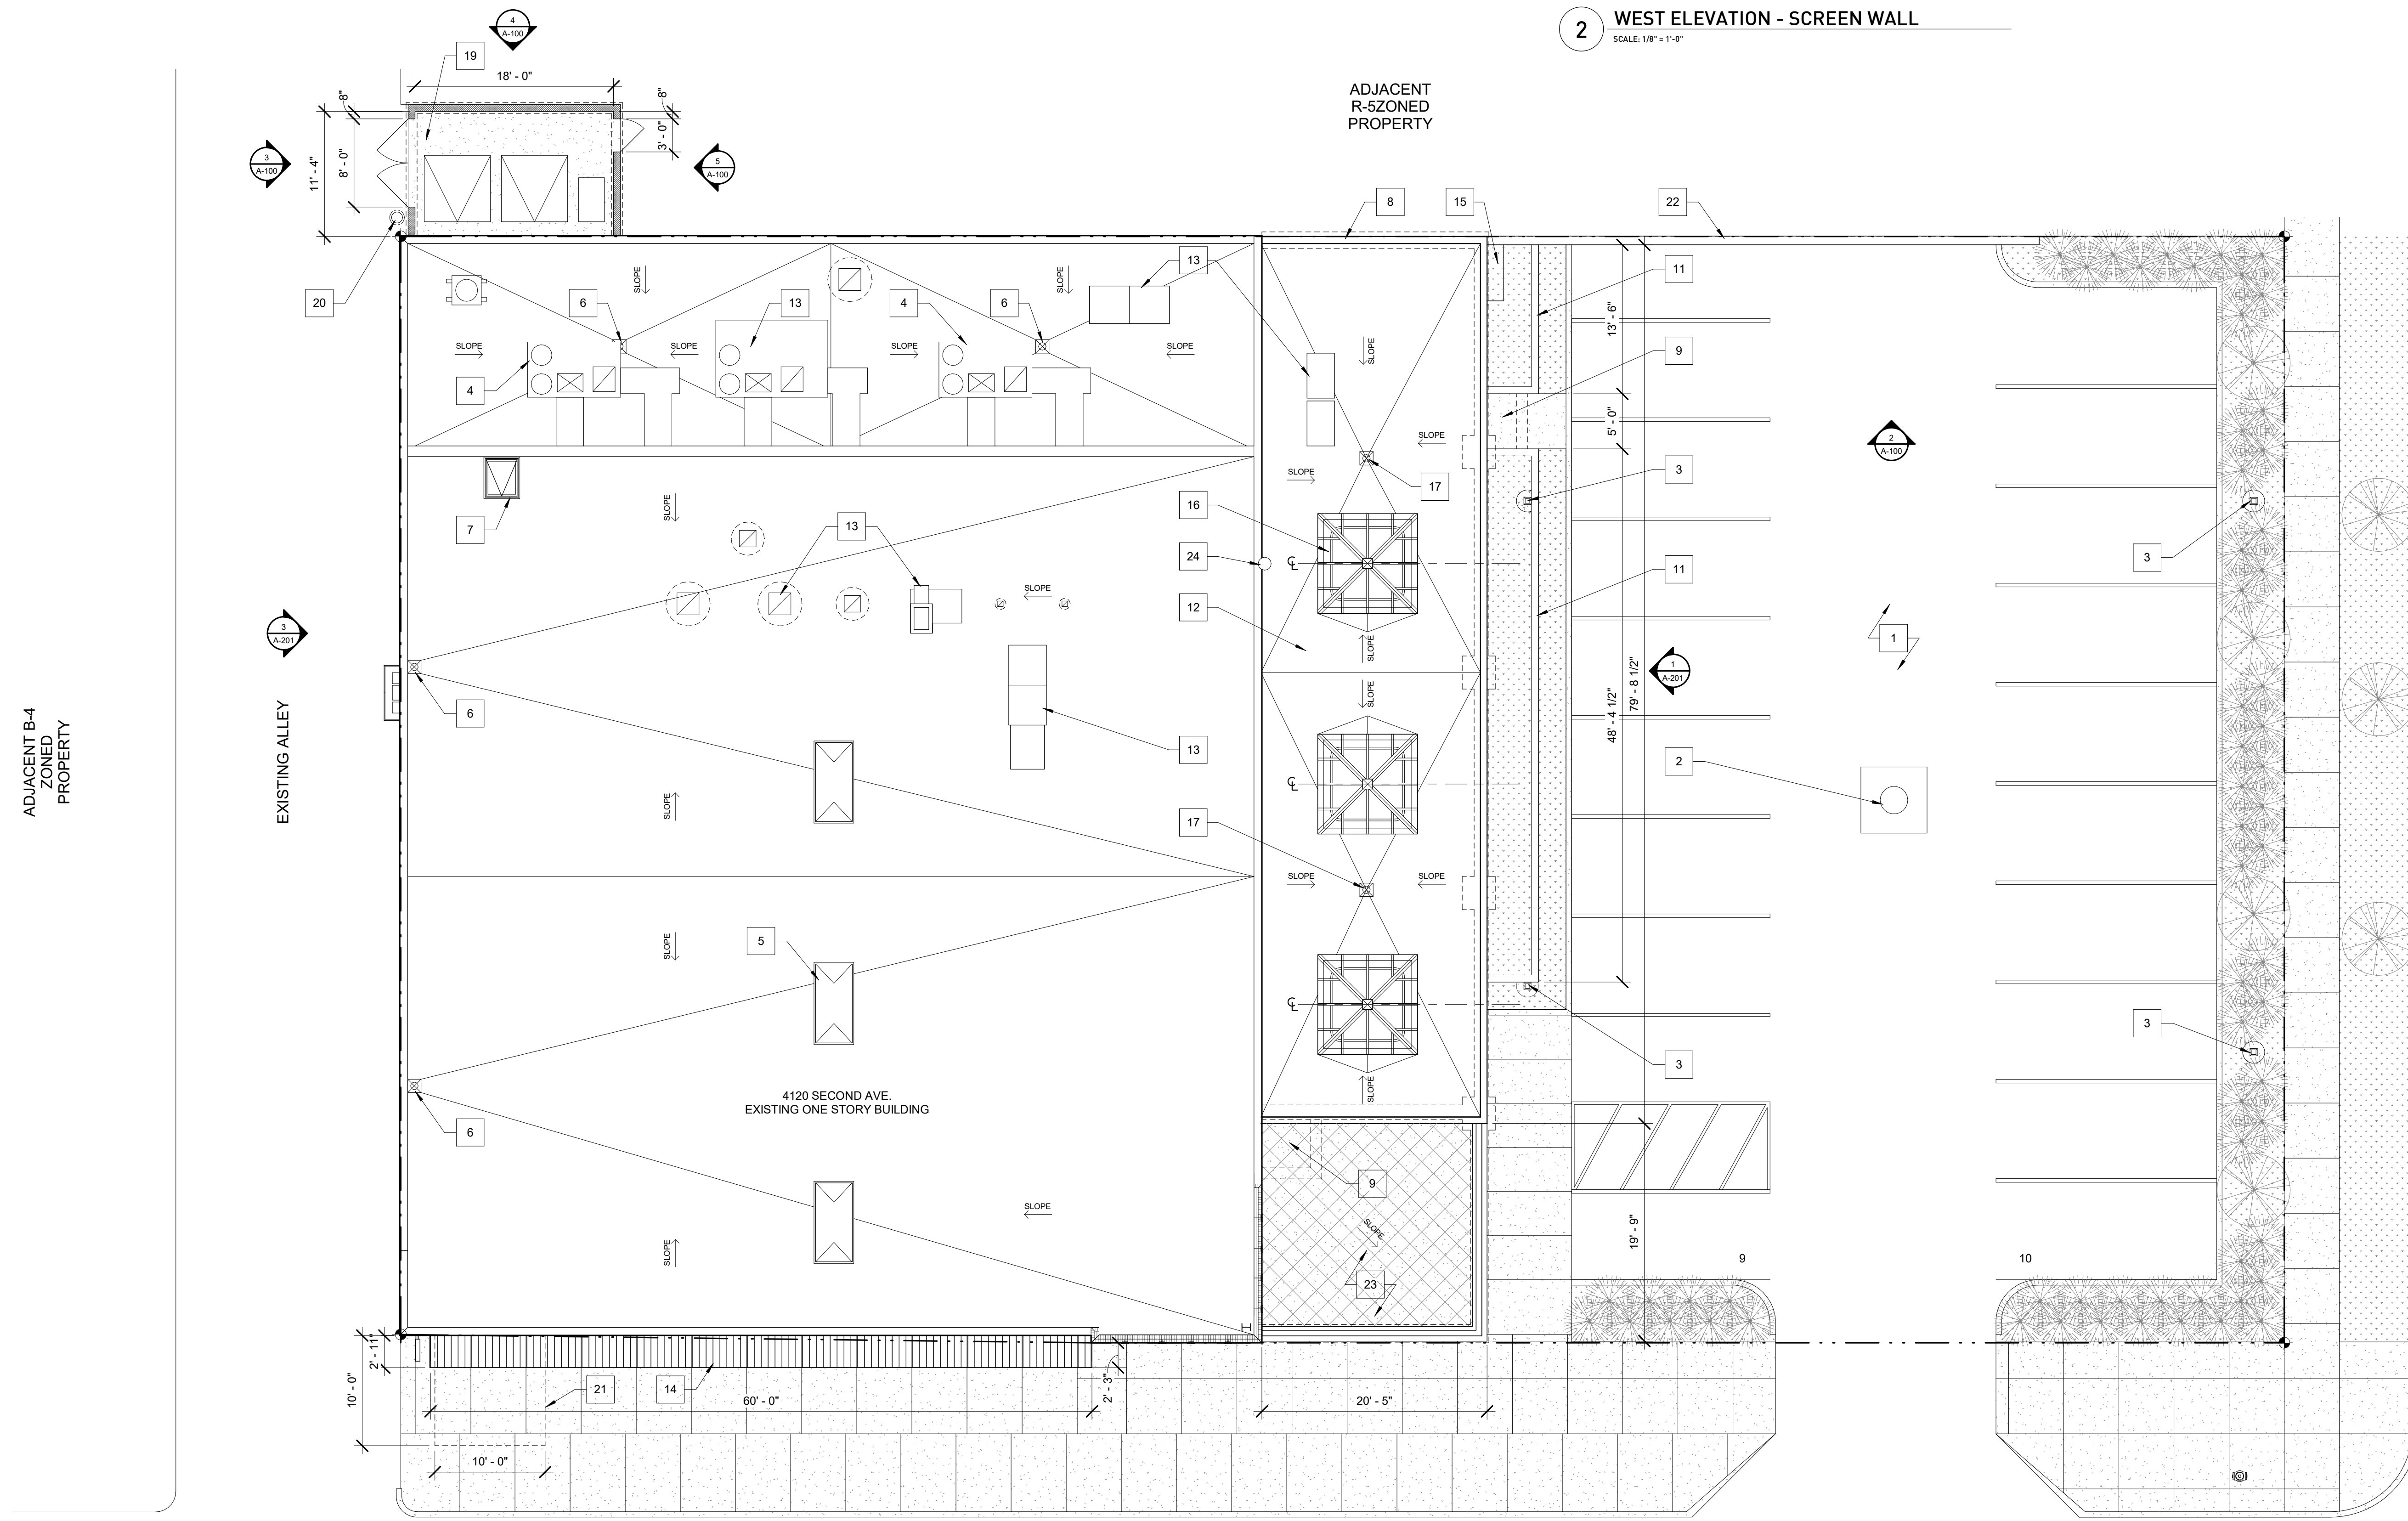 2
WEST ELEVATION - SCREEN WALL
SCALE: 1/8" = 1'-0"
4
A-100
19
18' - 0"
8"
8"
11' - 4"
8' - 0"
3' - 0"
3
A-100
5
A-100
ADJACENT
R-5ZONED
PROPERTY
8
15
22
20
6
13
4
6
13
11
SLOPE
SLOPE
SLOPE
SLOPE
SLOPE
SLOPE
SLOPE
4
13' - 6"
9
5' - 0"
2
A-100
SLOPE
SLOPE
17
3
7
SLOPE
13
16
24
3
11
SLOPE
12
SLOPE
1
3
A-201
6
SLOPE
1
A-201
79' - 8 1/2"
48' - 4 1/2"
ADJACENT B-4
ZONED
PROPERTY
EXISTING ALLEY
13
2
SLOPE
17
SLOPE
SLOPE
5
SLOPE
3
3
4120 SECOND AVE.
EXISTING ONE STORY BUILDING
SLOPE
6
9
SLOPE
SLOPE
SLOPE
23
19' - 9"
9
10
10' - 0"
2' - 11"
21
14
60' - 0"
2' - 3"
20' - 5"
10' - 0"